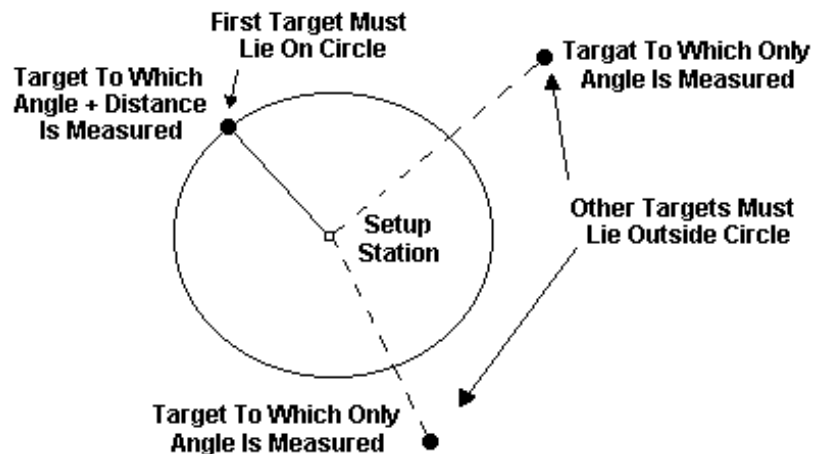 First Target Must
Lie On Circle
Target To Which
Angle + Distance
Is Measured
Targat To Which Only
Angle Is Measured
Setup
Station
Other Targets Must
Lie Outside Circle
Target To Which Only
Angle Is Measured